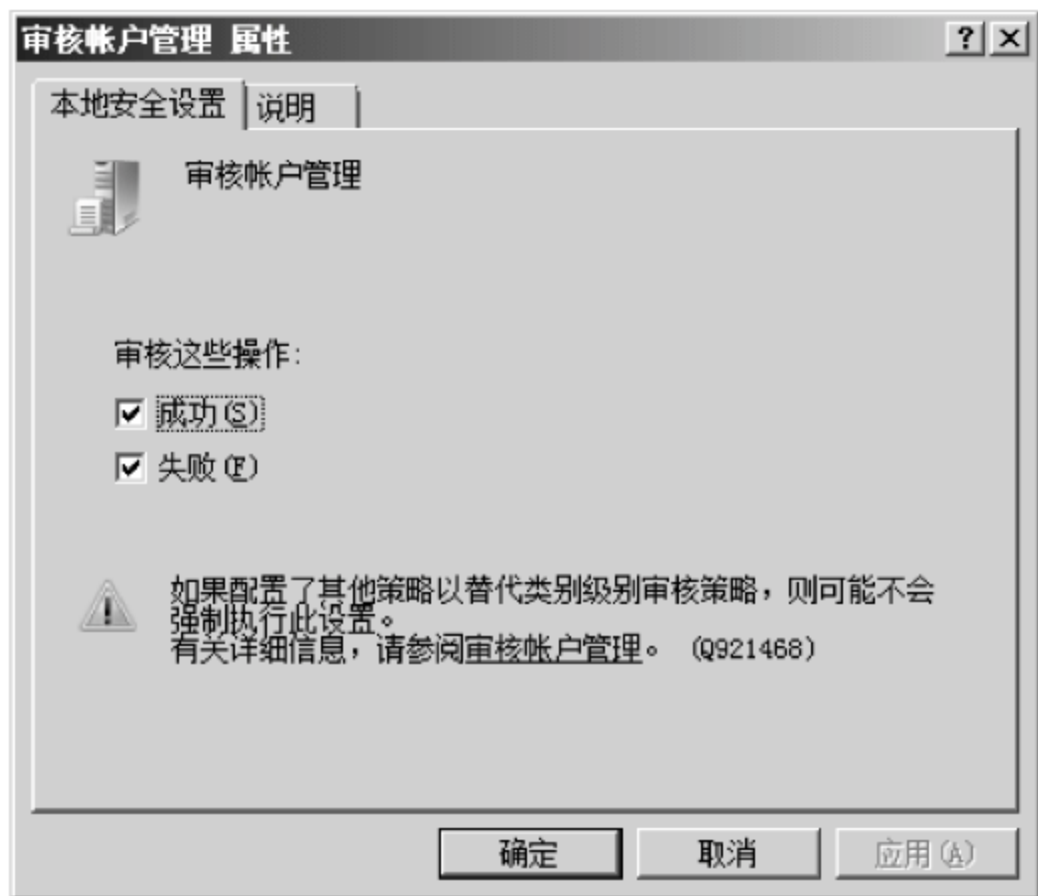 审核帐户管理 属性
本地安全设置
说明
审核帐户管理
审核这些操作:
成功(S)
失败(F)
如果配置了其他策略以替代类别级别审核策略，则可能不会
强制执行此设置。
有关详细信息，请参阅审核帐户管理。 (Q921468)
确定
取消
应用(A)